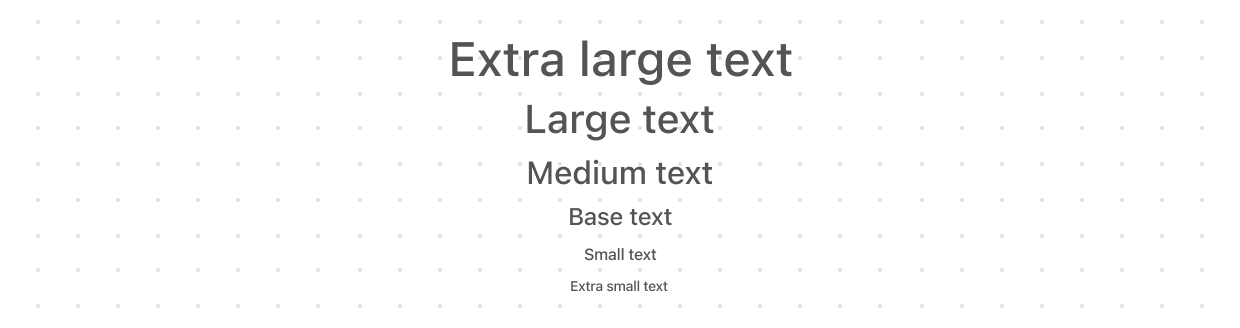 Extra large text
Large text
Medium text
Base text
Small text
Extra small text